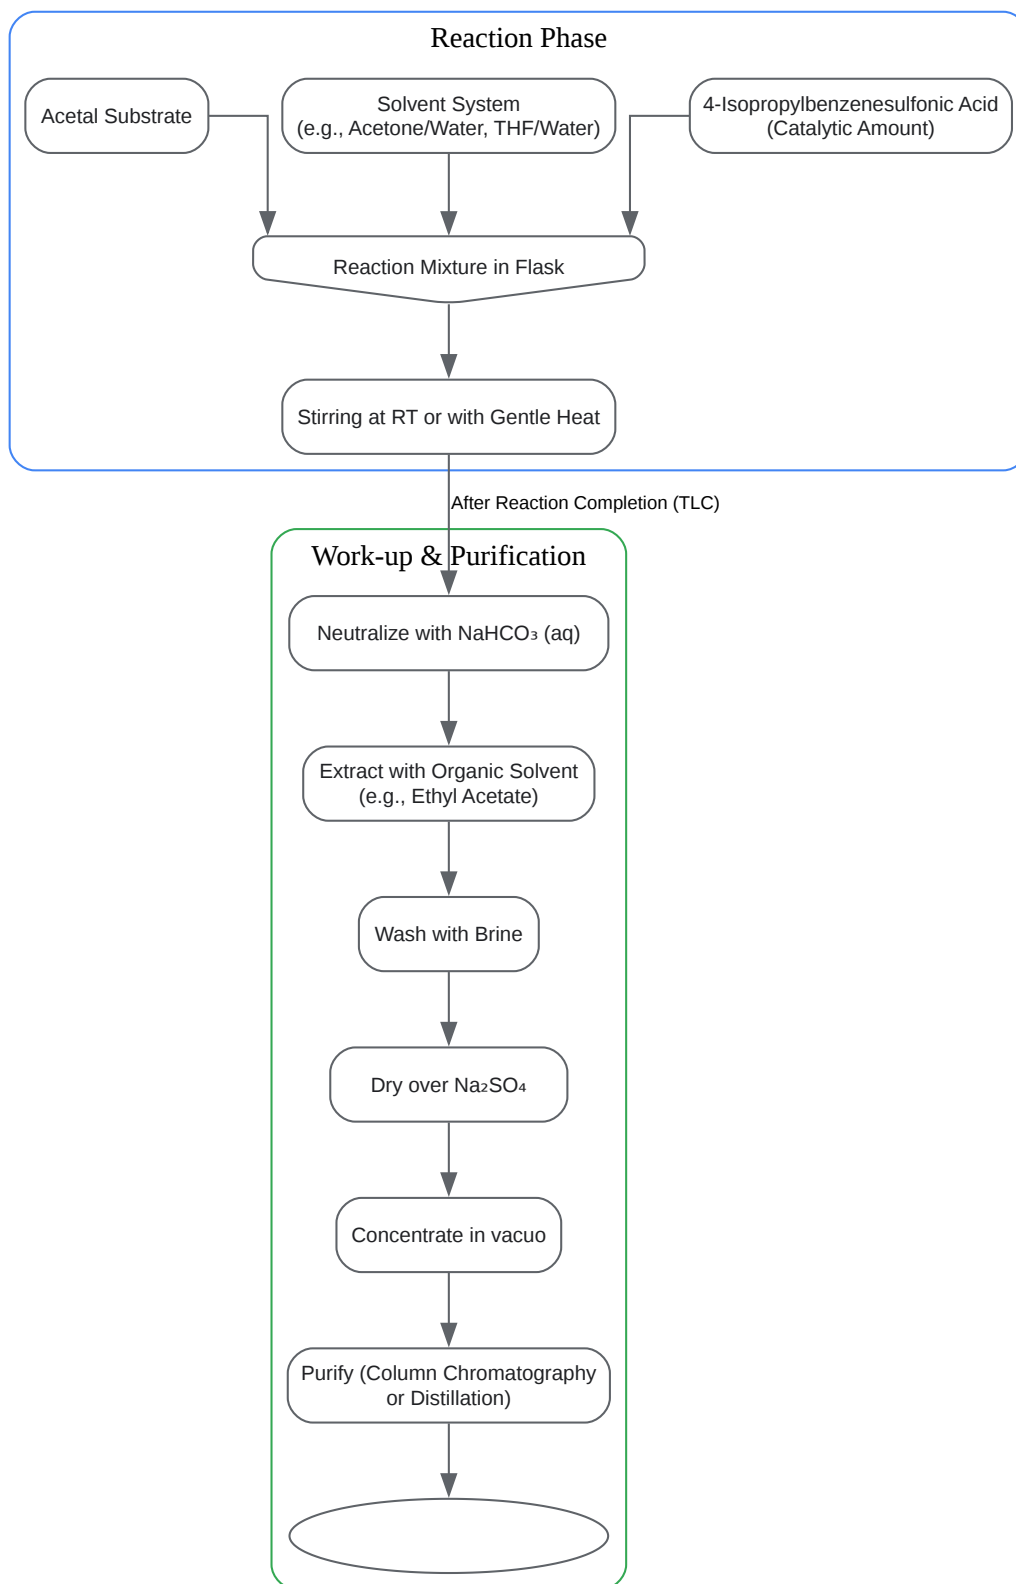 Reaction Phase
Acetal Substrate
Solvent System
(e.g., Acetone/Water, THF/Water)
4-Isopropylbenzenesulfonic Acid
(Catalytic Amount)
Reaction Mixture in Flask
Stirring at RT or with Gentle Heat
After Reaction Completion (TLC)
Work-up & Purification
Neutralize with NaHCO₃ (aq)
Extract with Organic Solvent
(e.g., Ethyl Acetate)
Wash with Brine
Dry over Na₂SO₄
Concentrate in vacuo
Purify (Column Chromatography
or Distillation)